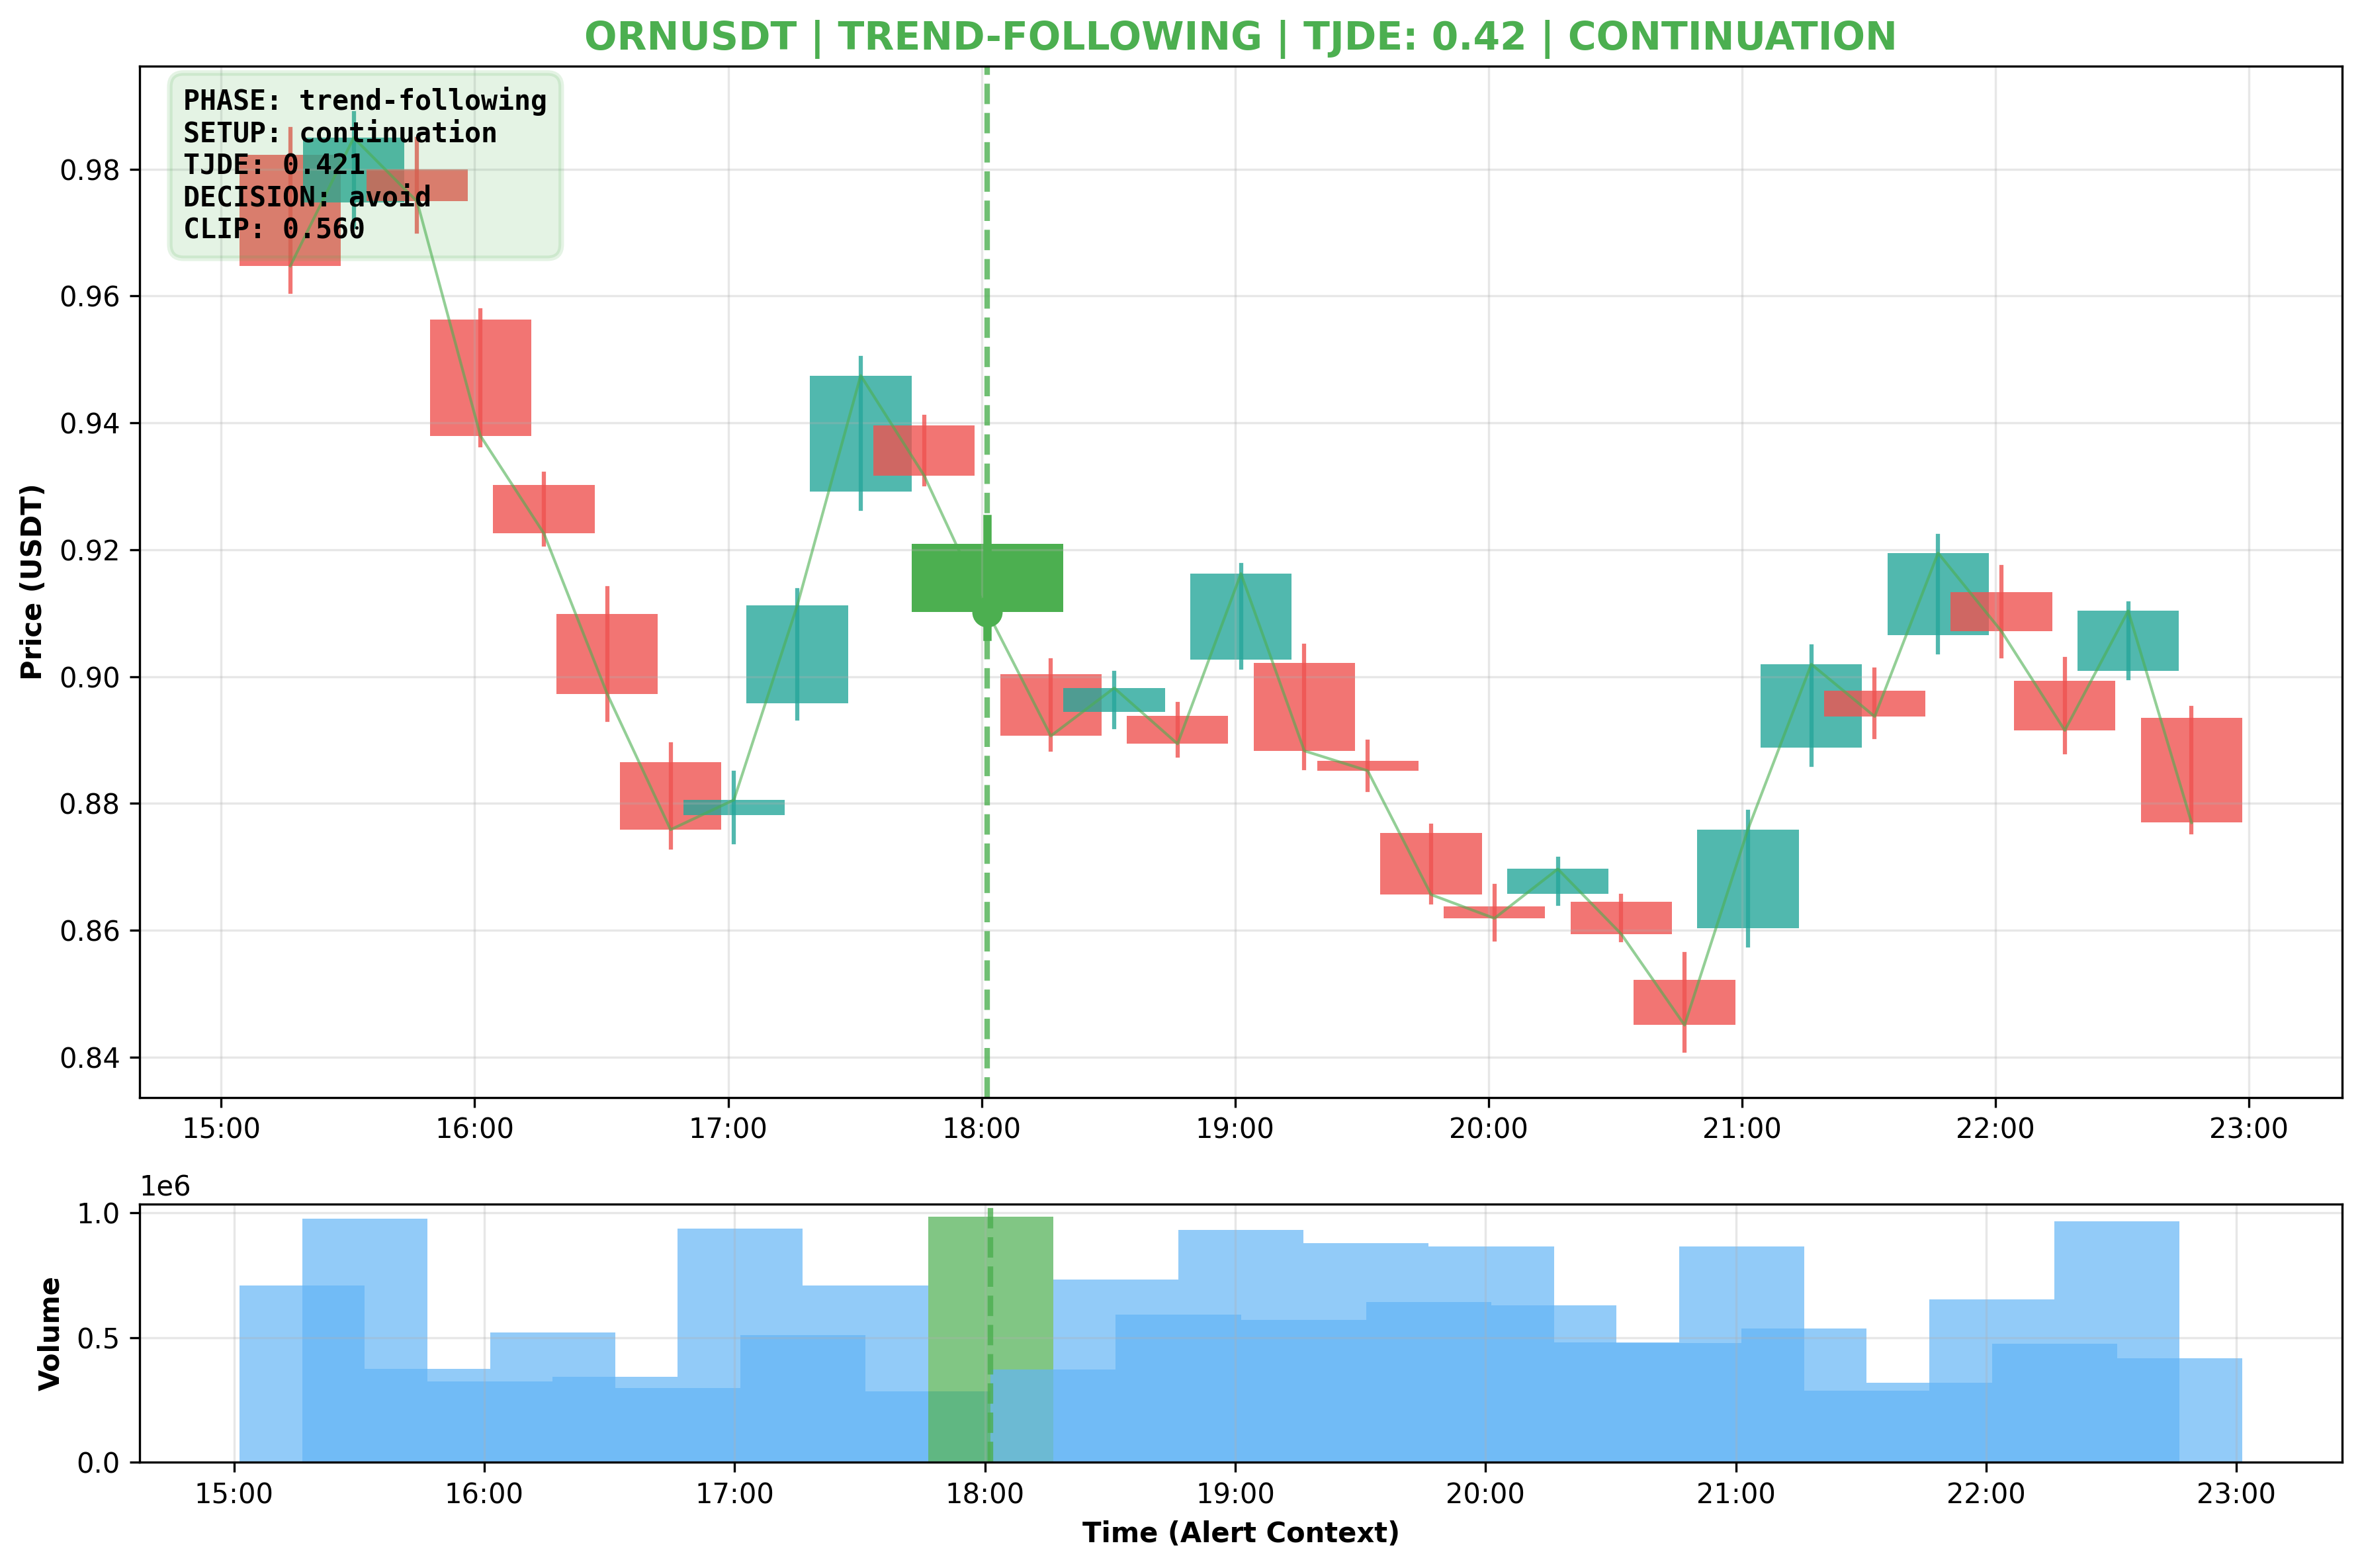 ORNUSDT | TREND-FOLLOWING | TJDE: 0.42 | CONTINUATION
PHASE: trend-following
SETUP: continuation
TJDE: 0.421
DECISION: avoid
CLIP: 0.560
Price (USDT)
0.98
0.96
0.94
0.92
0.90
0.88
0.86
0.84
15:00 16:00 17:00 18:00 19:00 20:00 21:00 22:00 23:00
1e6
Volume
1.0
0.5
0.0
15:00 16:00 17:00 18:00 19:00 20:00 21:00 22:00 23:00
Time (Alert Context)